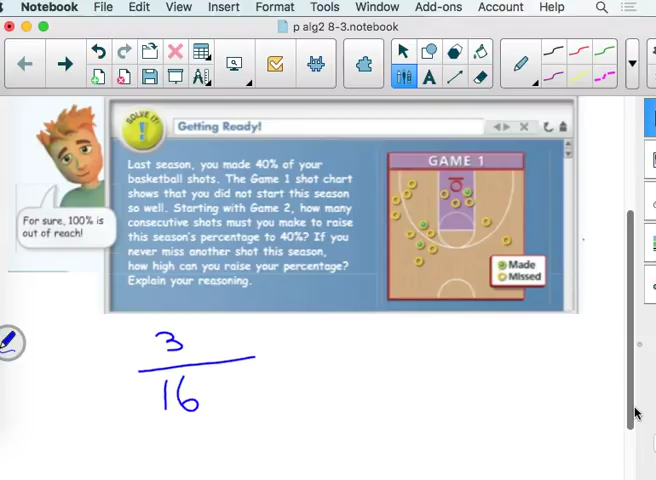 Notebook Edit View Insert Format Tools Window Add-ons Account Help
p alg2 8-3.notebook
SOLVE IT!
Getting Ready!
Last season, you made 40% of your
basketball shots. The Game 1 shot chart
shows that you did not start this season
so well. Starting with Game 2, how many
consecutive shots must you make to raise
this season's percentage to 40%? If you
never miss another shot this season,
how high can you raise your percentage?
Explain your reasoning.
For sure, 100% is
out of reach!
GAME 1
Made
Missed
3
16